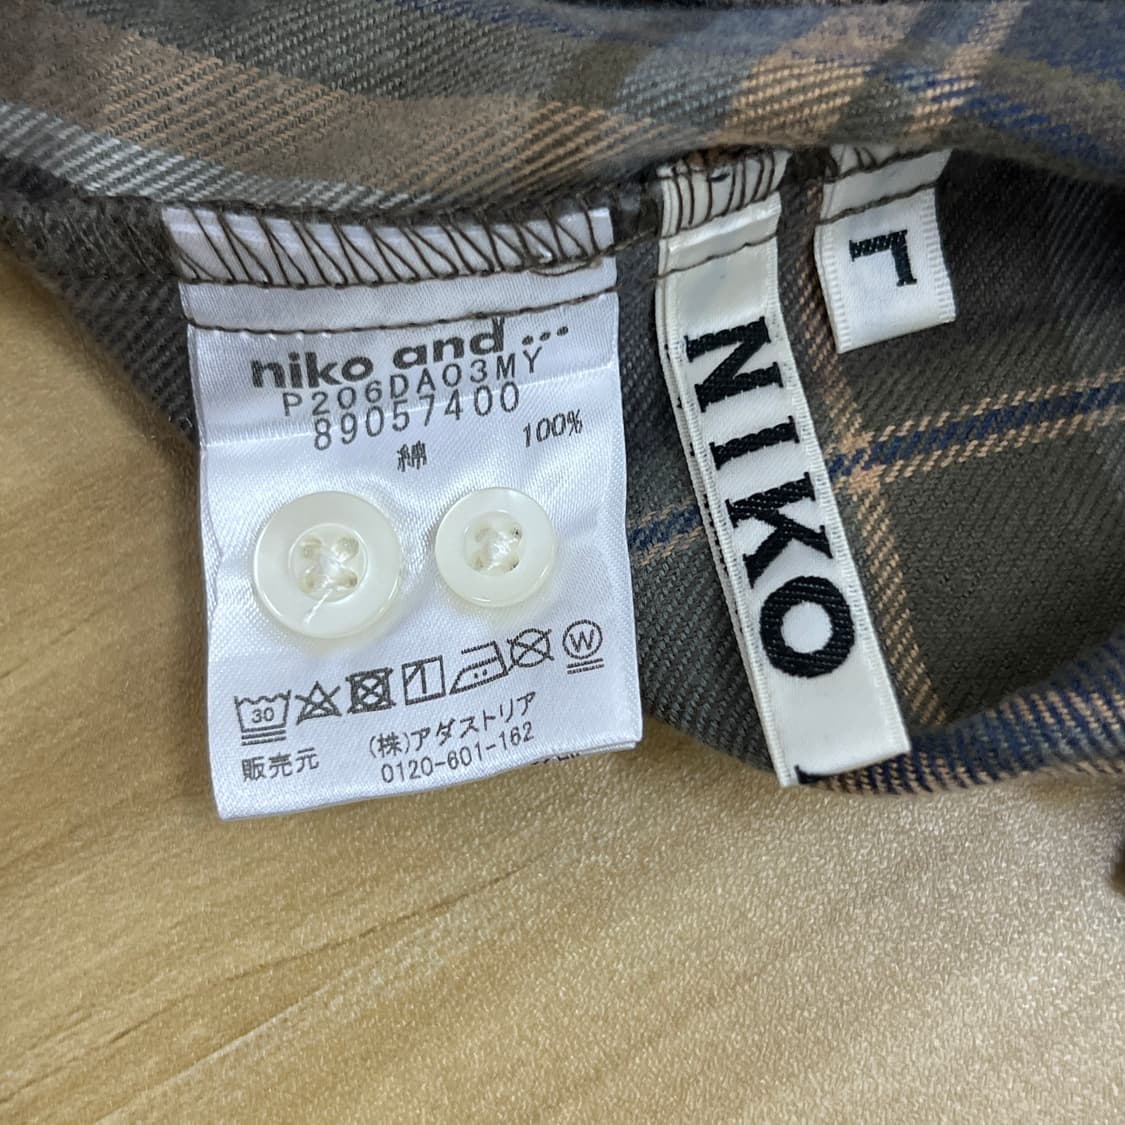 niko and ...
P206DA03MY
89057400
綿 100%
30
W
販売元 (株)アダストリア
0120-601-162
NIKO
L